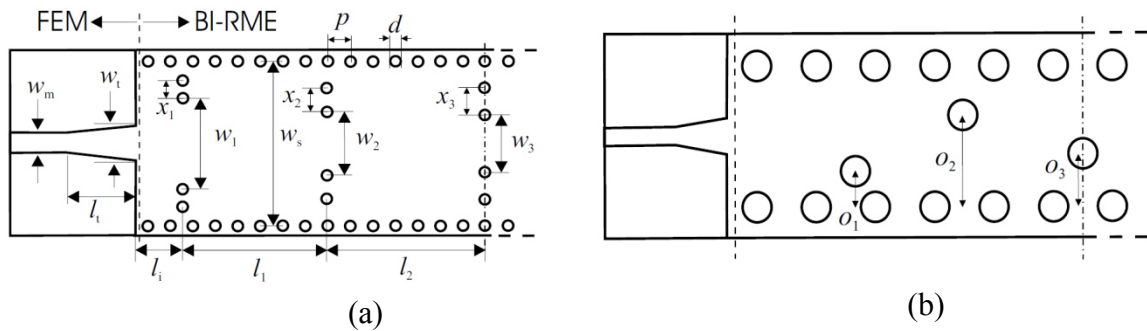 FEM BI-RME
p d
w_m w_t x_1 w_1 w_s x_2 w_2 x_3 w_3
l_t
o_1 o_2 o_3
l_i l_1 l_2
(a) (b)